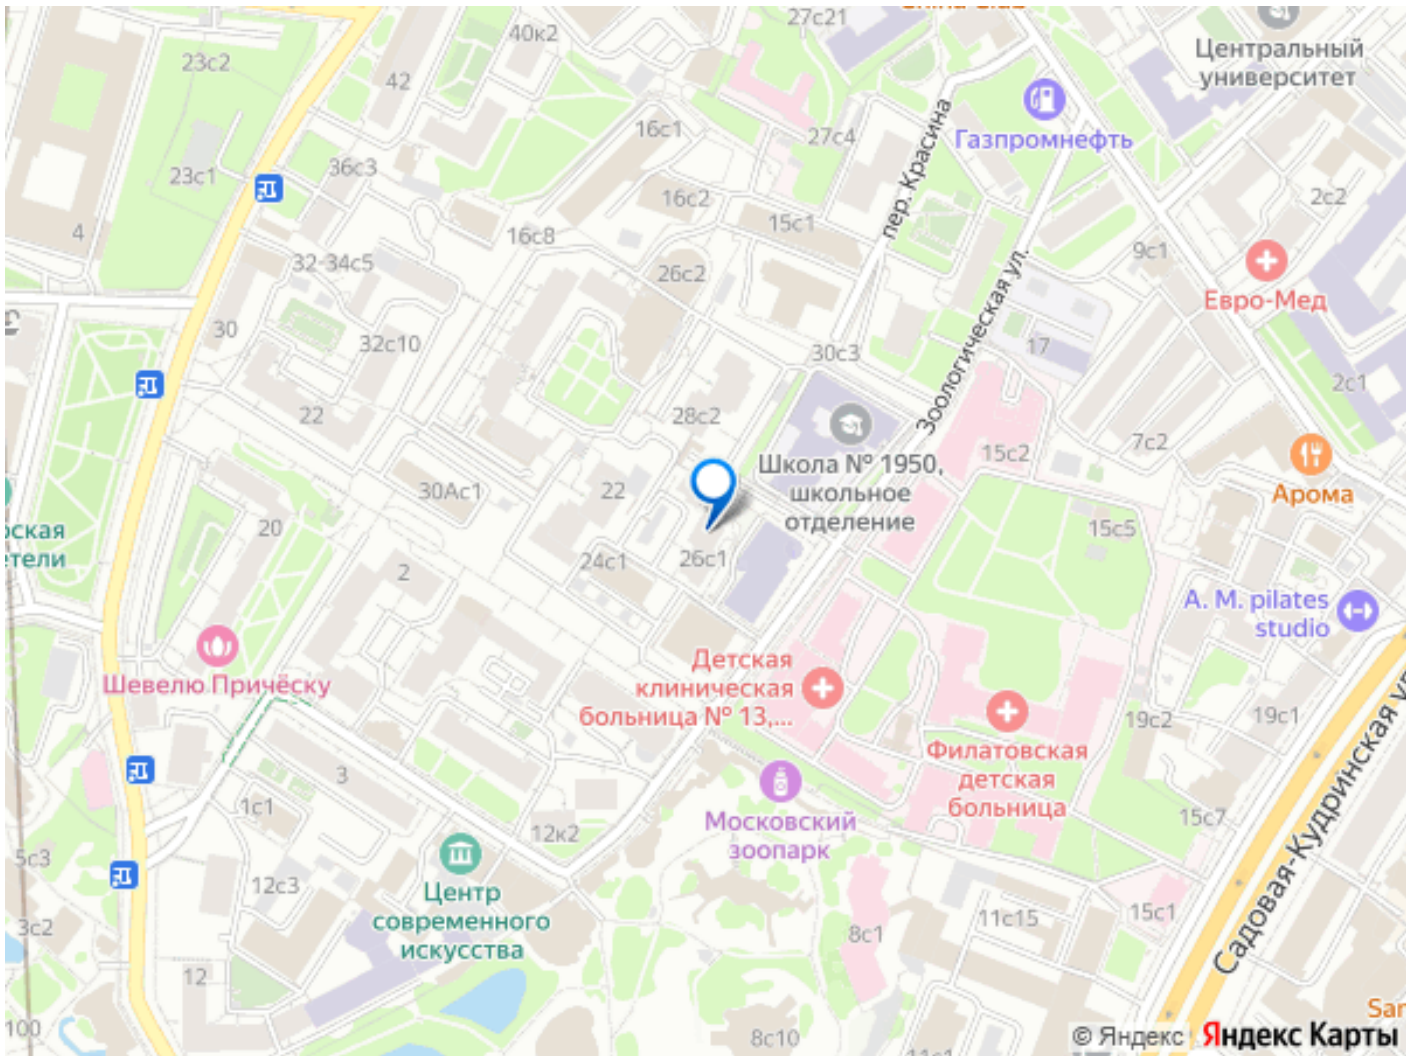 27с21
40к2
23с2
42
Центральный
университет
Газпромнефть
16с1
27с4
пер. Красина
36с3
23с1
16с2
2с2
15с1
4
16с8
9с1
32-34с5
26с2
Евро-Мед
Зоологическая ул.
30
32с10
30с3
17
2с1
22
28с2
7с2
15с2
Школа № 1950,
школьное
отделение
30Ас1
22
Арома
20
15с5
26с1
24с1
2
A. M. pilates
studio
Шевелю Причёску
Детская
клиническая
больница № 13,...
19с2
19с1
Филатовская
детская
больница
3
1с1
Московский
зоопарк
12к2
15с7
5с3
12с3
Центр
современного
искусства
3с2
8с1
11с15
15с1
Садовая-Кудринская
12
100
8с10
© Яндекс
Яндекс Карты